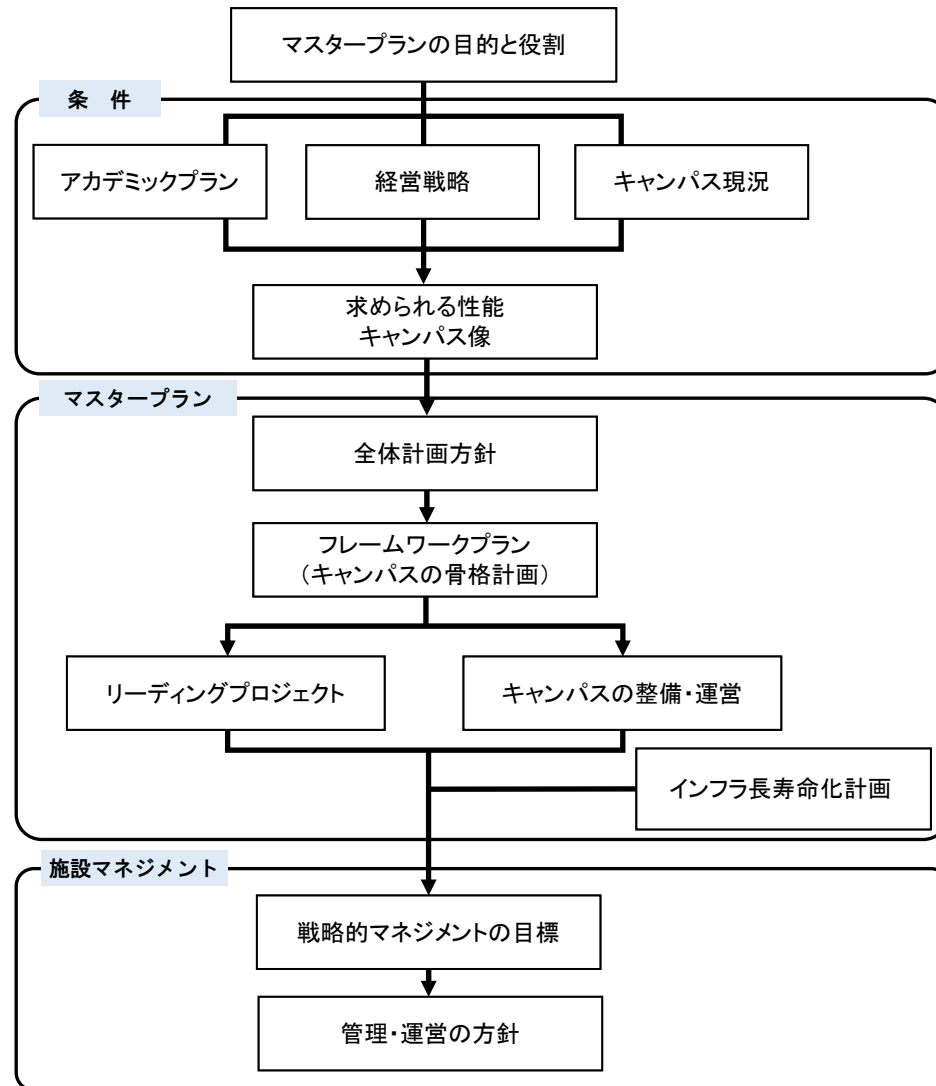 マスタープランの目的と役割
条　件
アカデミックプラン
経営戦略
キャンパス現況
求められる性能
キャンパス像
マスタープラン
全体計画方針
フレームワークプラン
（キャンパスの骨格計画）
リーディングプロジェクト
キャンパスの整備・運営
インフラ長寿命化計画
施設マネジメント
戦略的マネジメントの目標
管理・運営の方針